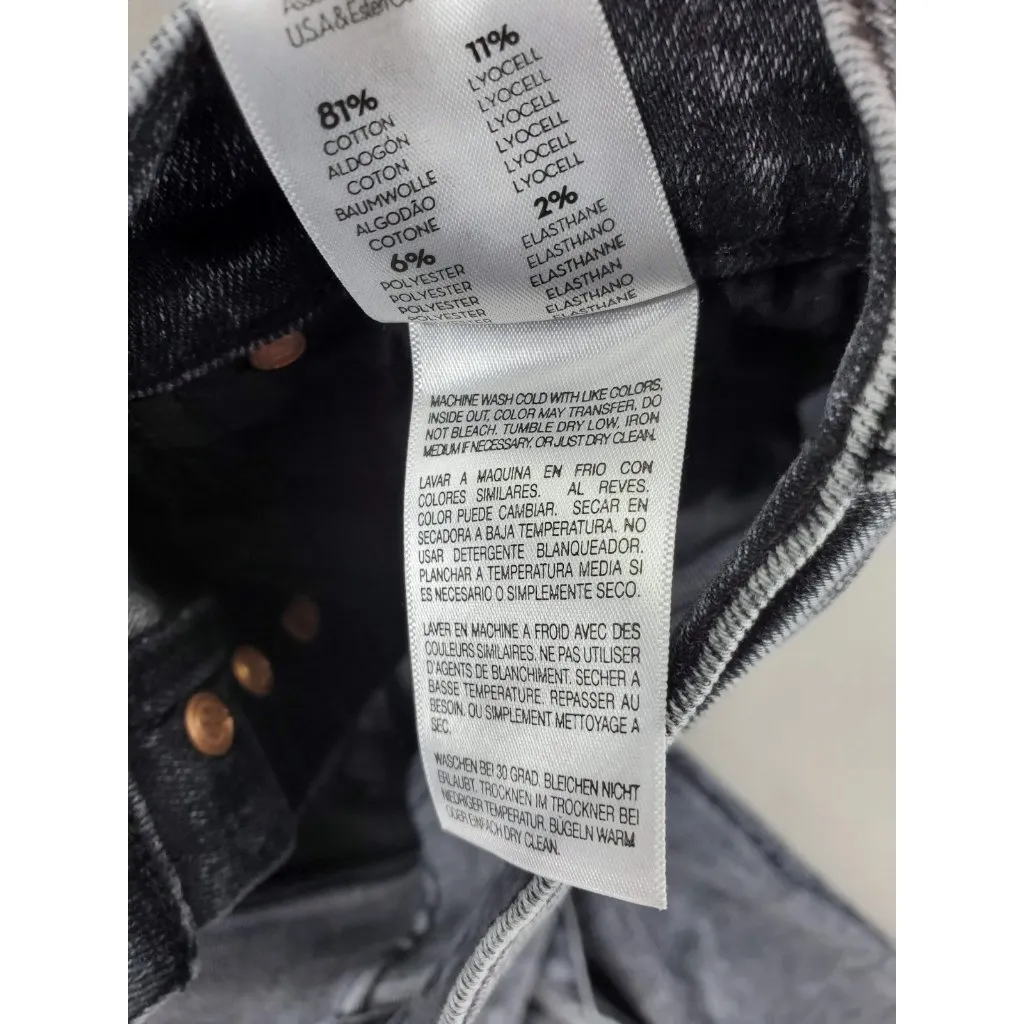 U.S.A & Ester
81%
COTTON
ALDOGÓN
COTON
BAUMWOLLE
ALGODÃO
COTONE
6%
POLYESTER
POLYESTER
POLYESTER
11%
LYOCELL
LYOCELL
LYOCELL
LYOCELL
LYOCELL
LYOCELL
2%
ELASTHANE
ELASTHANO
ELASTHANNE
ELASTHAN
ELASTHANO
ELASTHANE
MACHINE WASH COLD WITH LIKE COLORS,
INSIDE OUT, COLOR MAY TRANSFER, DO
NOT BLEACH. TUMBLE DRY LOW, IRON
MEDIUM IF NECESSARY, OR JUST DRY CLEAN.
LAVAR A MAQUINA EN FRIO CON
COLORES SIMILARES. AL REVES.
COLOR PUEDE CAMBIAR. SECAR EN
SECADORA A BAJA TEMPERATURA. NO
USAR DETERGENTE BLANQUEADOR.
PLANCHAR A TEMPERATURA MEDIA SI
ES NECESARIO O SIMPLEMENTE SECO.
LAVER EN MACHINE A FROID AVEC DES
COULEURS SIMILAIRES. NE PAS UTILISER
D'AGENTS DE BLANCHIMENT. SECHER A
BASSE TEMPERATURE. REPASSER AU
BESOIN. OU SIMPLEMENT METTOYAGE A
SEC.
WASCHEN BEI 30 GRAD. BLEICHEN NICHT
ERLAUBT. TROCKNEN IM TROCKNER BEI
NIEDRIGER TEMPERATUR. BÜGELN WARM
ODER EINFACH DRY CLEAN.